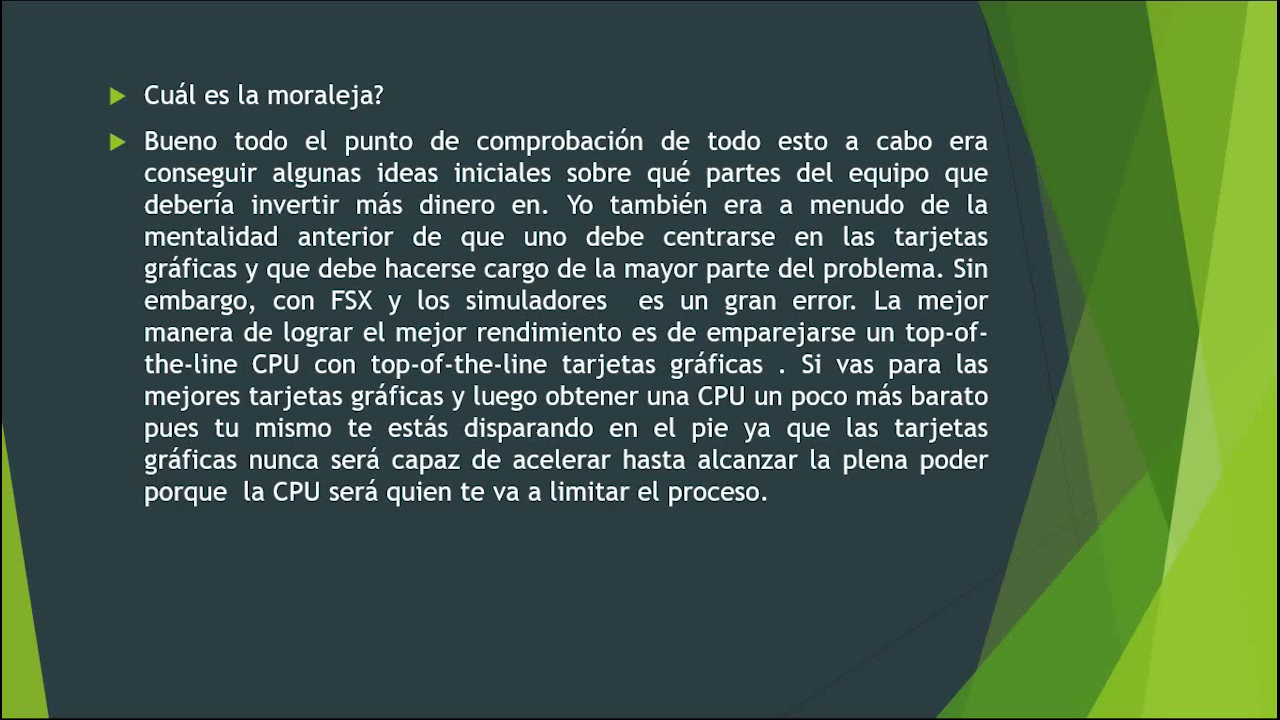 Cuál es la moraleja?
Bueno todo el punto de comprobación de todo esto a cabo era
conseguir algunas ideas iniciales sobre qué partes del equipo que
debería invertir más dinero en. Yo también era a menudo de la
mentalidad anterior de que uno debe centrarse en las tarjetas
gráficas y que debe hacerse cargo de la mayor parte del problema. Sin
embargo, con FSX y los simuladores  es un gran error. La mejor
manera de lograr el mejor rendimiento es de emparejarse un top-of-
the-line CPU con top-of-the-line tarjetas gráficas . Si vas para las
mejores tarjetas gráficas y luego obtener una CPU un poco más barato
pues tu mismo te estás disparando en el pie ya que las tarjetas
gráficas nunca será capaz de acelerar hasta alcanzar la plena poder
porque  la CPU será quien te va a limitar el proceso.